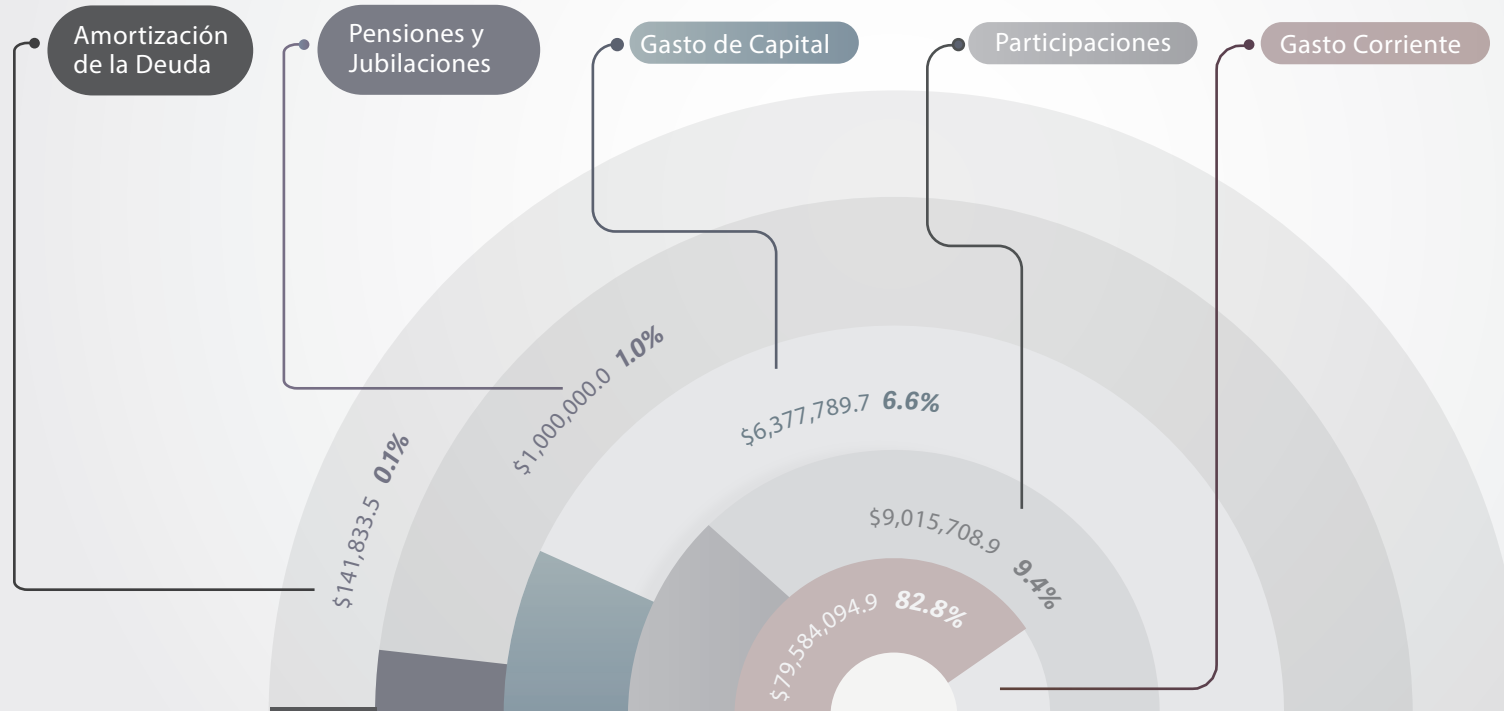 Amortización
de la Deuda
Pensiones y
Jubilaciones
Gasto de Capital
Participaciones
Gasto Corriente
$141,833.5 0.1%
$1,000,000.0 1.0%
$6,377,789.7 6.6%
$9,015,708.9 9.4%
$79,584,094.9 82.8%